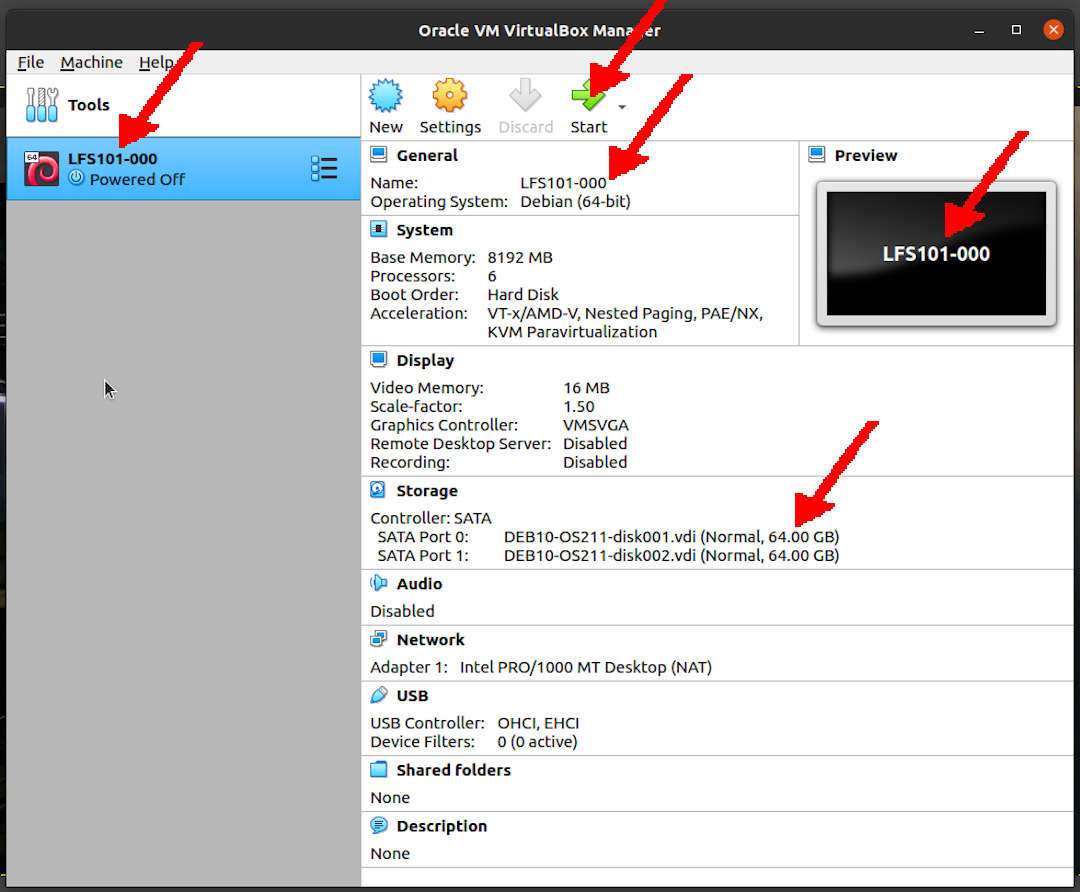 Oracle VM VirtualBox Manager
File Machine Help
Tools
New Settings Discard Start
64
LFS101-000
Powered Off
General
Name: LFS101-000
Operating System: Debian (64-bit)
Preview
LFS101-000
System
Base Memory: 8192 MB
Processors: 6
Boot Order: Hard Disk
Acceleration: VT-x/AMD-V, Nested Paging, PAE/NX,
KVM Paravirtualization
Display
Video Memory: 16 MB
Scale-factor: 1.50
Graphics Controller: VMSVGA
Remote Desktop Server: Disabled
Recording: Disabled
Storage
Controller: SATA
SATA Port 0: DEB10-OS211-disk001.vdi (Normal, 64.00 GB)
SATA Port 1: DEB10-OS211-disk002.vdi (Normal, 64.00 GB)
Audio
Disabled
Network
Adapter 1: Intel PRO/1000 MT Desktop (NAT)
USB
USB Controller: OHCI, EHCI
Device Filters: 0 (0 active)
Shared folders
None
Description
None